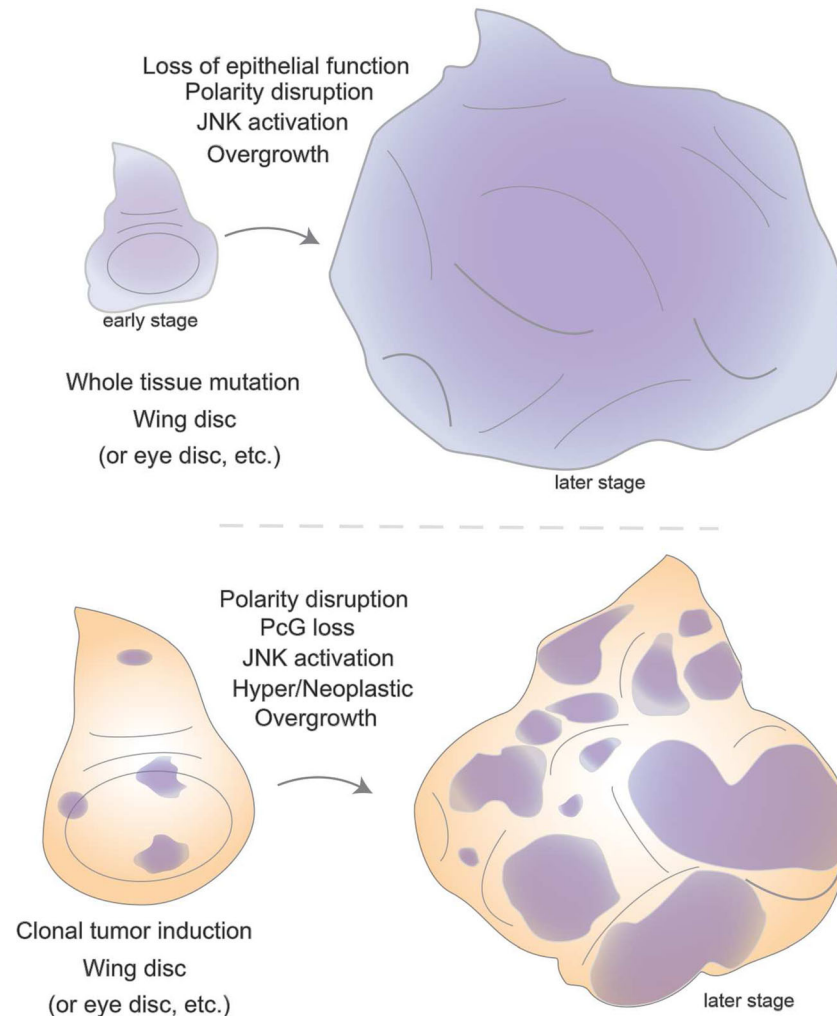 Loss of epithelial function
Polarity disruption
JNK activation
Overgrowth
early stage
Whole tissue mutation
Wing disc
(or eye disc, etc.)
later stage
Polarity disruption
PcG loss
JNK activation
Hyper/Neoplastic
Overgrowth
Clonal tumor induction
Wing disc
(or eye disc, etc.)
later stage